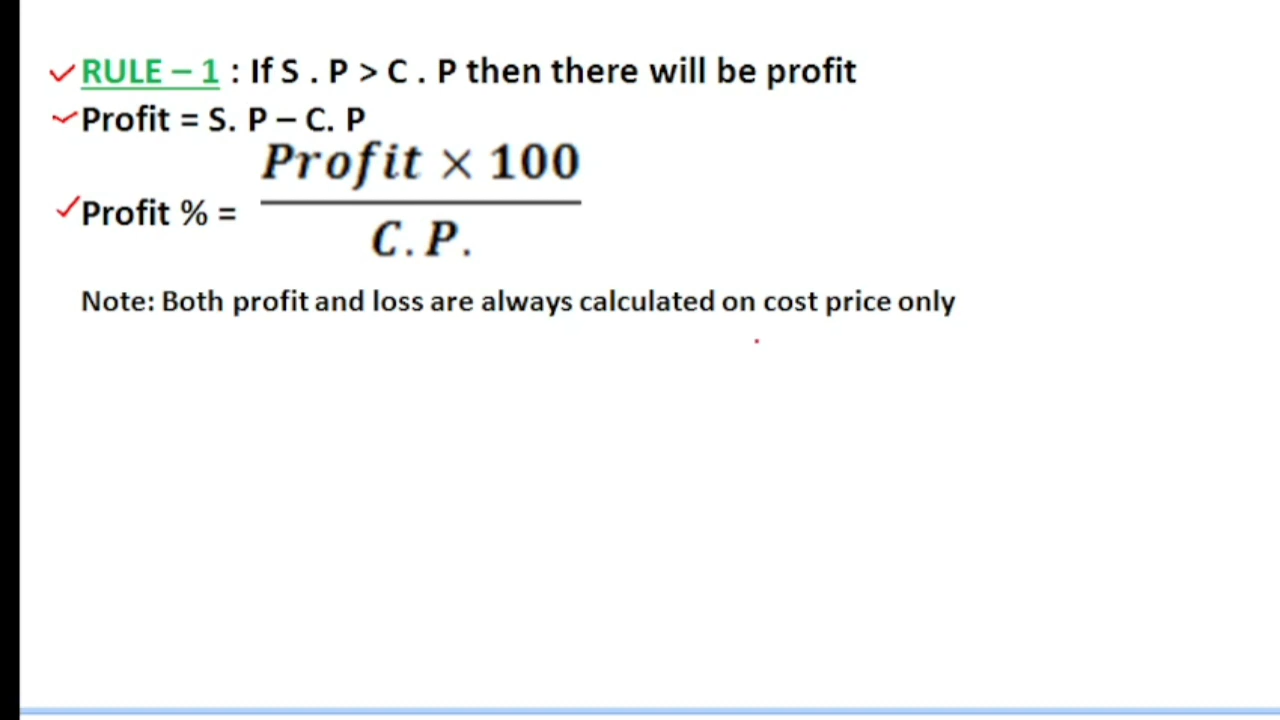 RULE – 1 : If S . P > C . P then there will be profit
Profit = S. P – C. P
Profit × 100
Profit % =
C.P.
Note: Both profit and loss are always calculated on cost price only